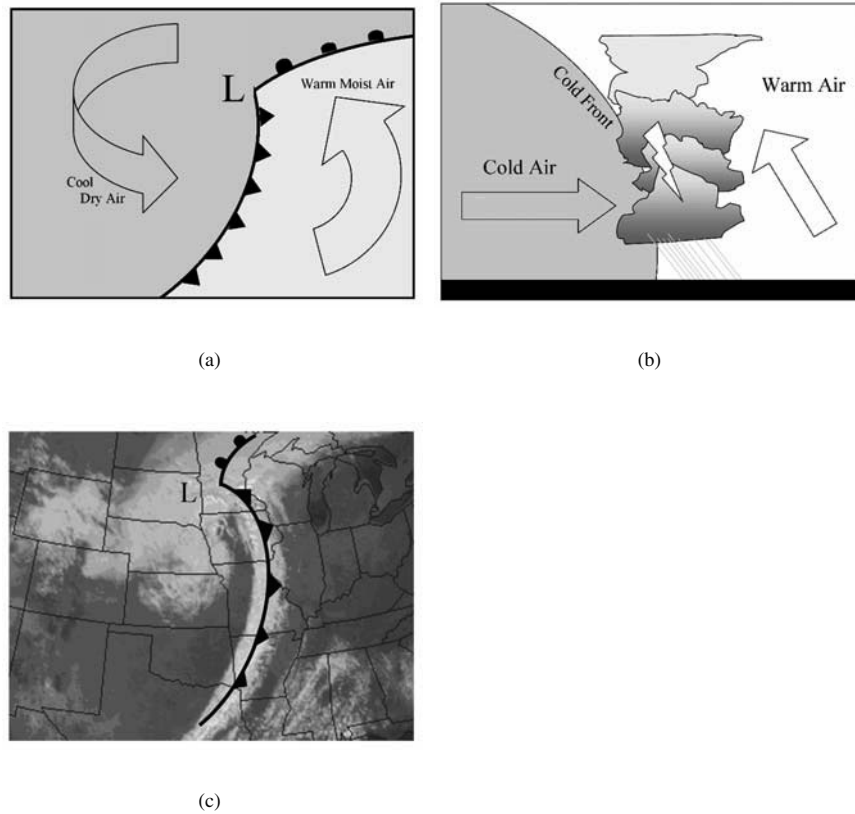 L
Warm Moist Air
Cool
Dry Air
(a)
Cold Front
Warm Air
Cold Air
(b)
L
(c)